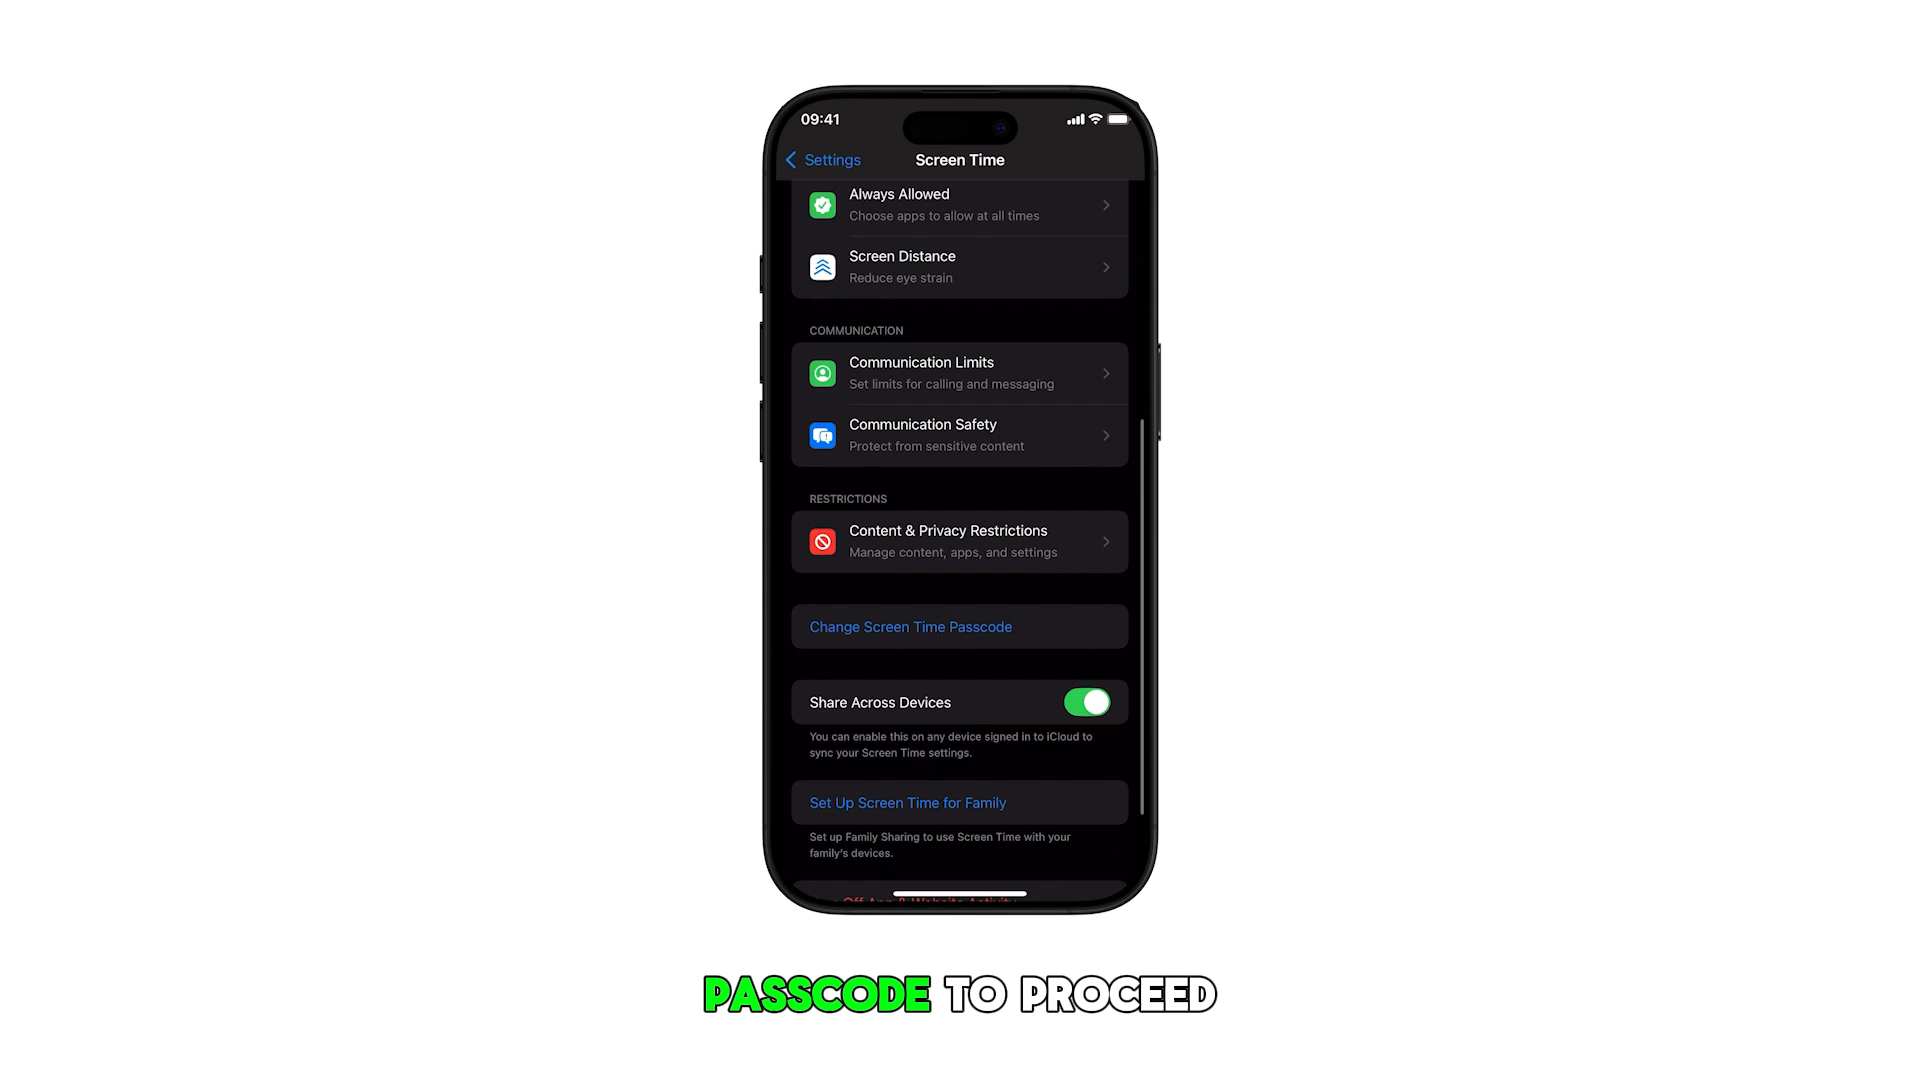 09:41
Settings
Screen Time
Always Allowed
Choose apps to allow at all times
Screen Distance
Reduce eye strain
COMMUNICATION
Communication Limits
Set limits for calling and messaging
Communication Safety
Protect from sensitive content
RESTRICTIONS
Content & Privacy Restrictions
Manage content, apps, and settings
Change Screen Time Passcode
Share Across Devices
You can enable this on any device signed in to iCloud to
sync your Screen Time settings.
Set Up Screen Time for Family
Set up Family Sharing to use Screen Time with your
family's devices.
Off App & Website Activity
PASSCODE TO PROCEED